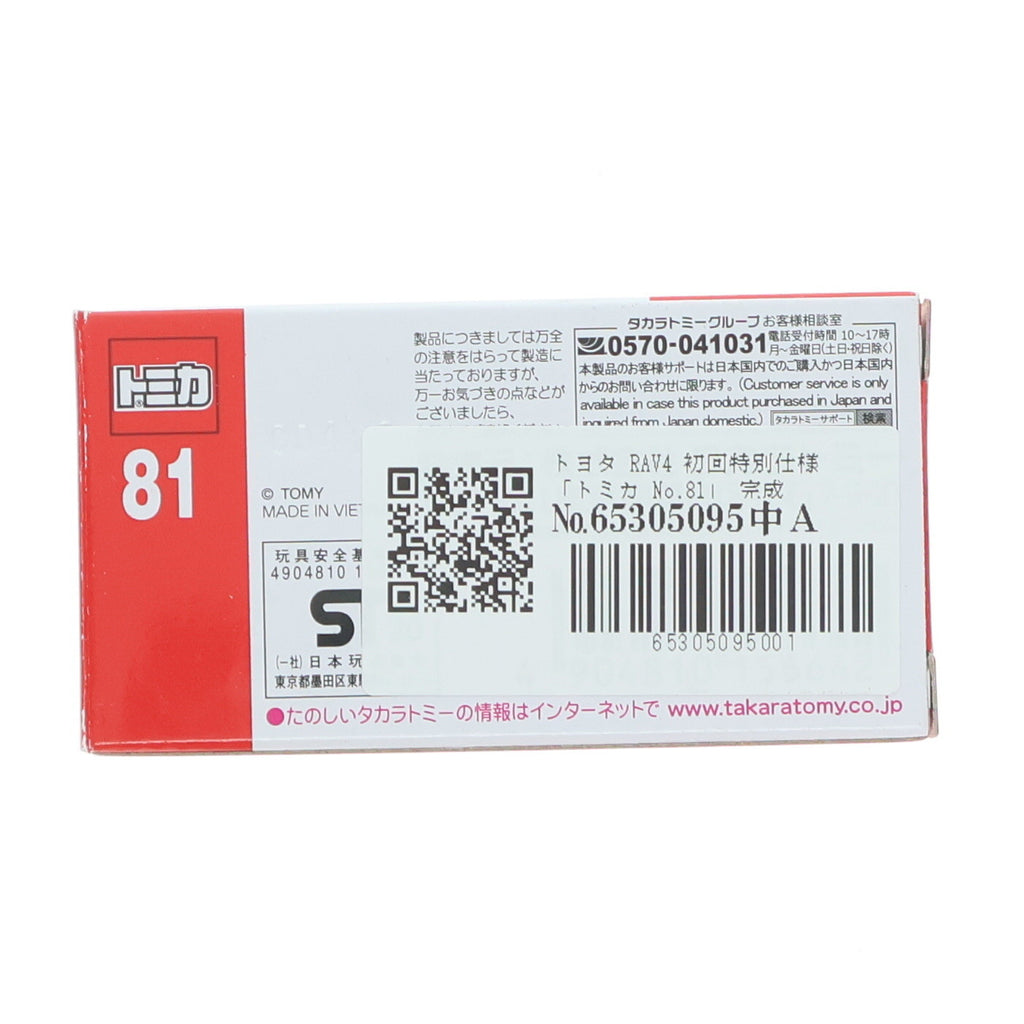 トミカ
81
製品につきましては万全
の注意をはらって製造に
当たっておりますが、
万一お気づきの点などが
ございましたら、
タカラトミーグループお客様相談室
0570-041031 電話受付時間 10～17時
月～金曜日(土日・祝日除く)
本製品のお客様サポートは日本国内でのご購入かつ日本国内
からのお問い合わせに限ります。(Customer service is only
available in case this product purchased in Japan and
inquired from Japan domestic.) タカラトミーサポート 検索
© TOMY
MADE IN VIET
玩具安全基
4904810 1
S
(一社)日本玩
東京都墨田区東駒
トヨタ RAV4 初回特別仕様
「トミカ No.81」 完成
No.65305095中A
65305095001
●たのしいタカラトミーの情報はインターネットで www.takaratomy.co.jp